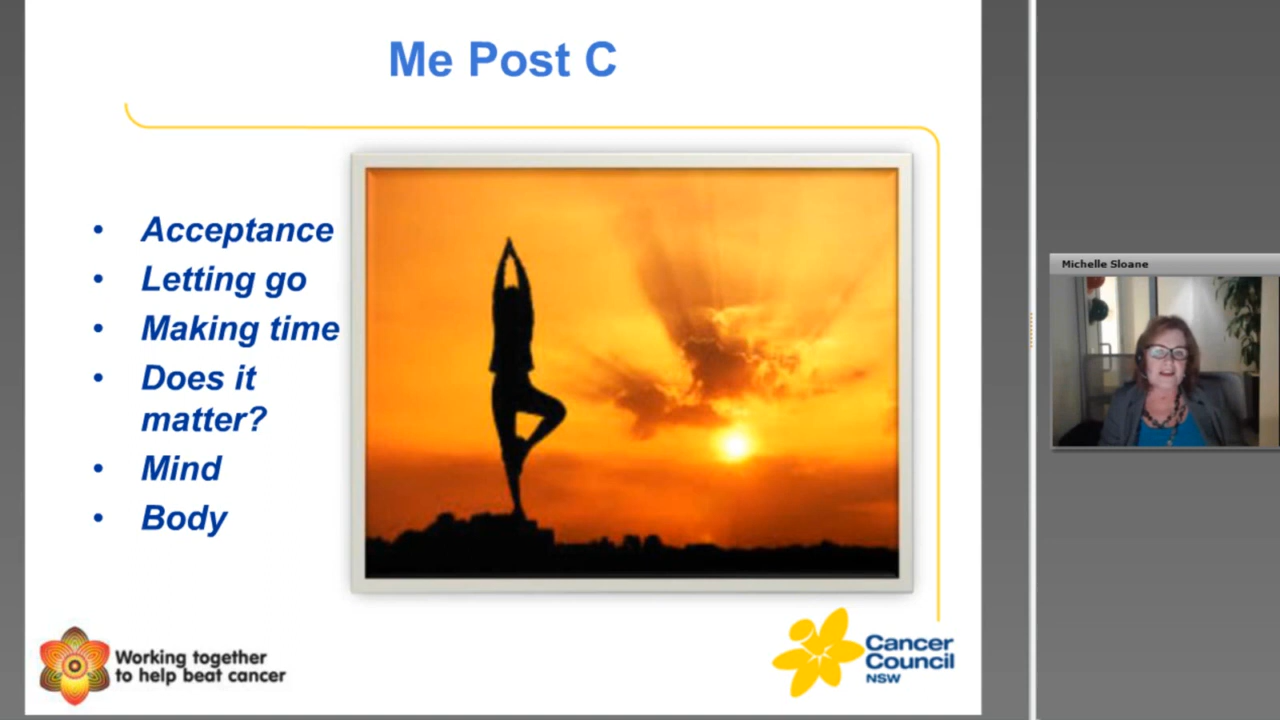 Me Post C
• Acceptance
• Letting go
• Making time
• Does it
matter?
• Mind
• Body
Working together
to help beat cancer
Cancer
Council
NSW
Michelle Sloane